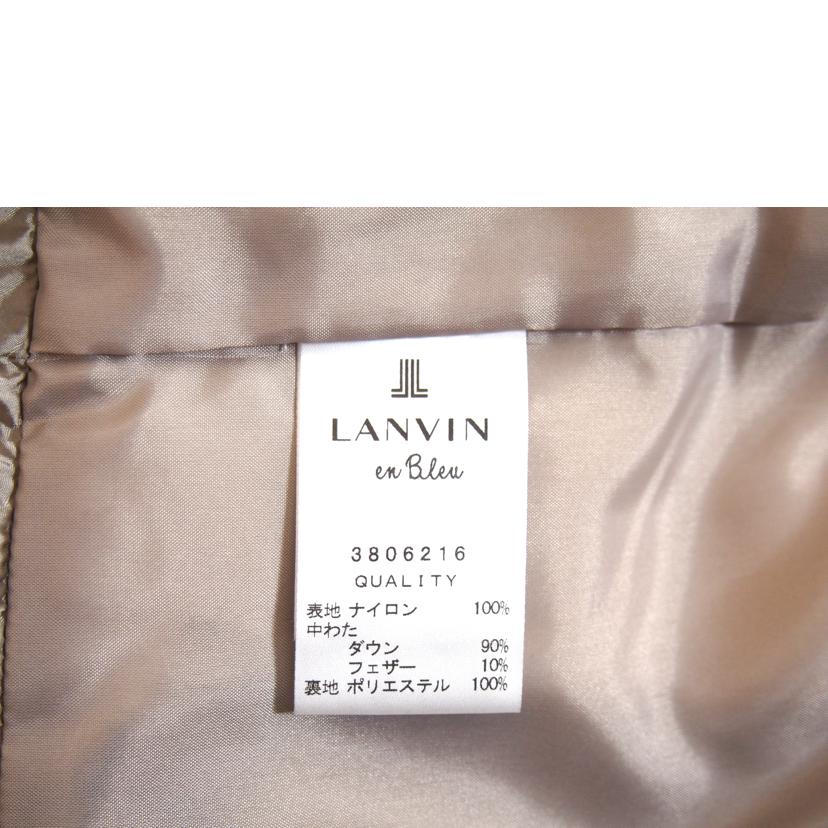 LANVIN
en Bleu
3806216
QUALITY
表地 ナイロン 100%
中わた
ダウン 90%
フェザー 10%
裏地 ポリエステル 100%